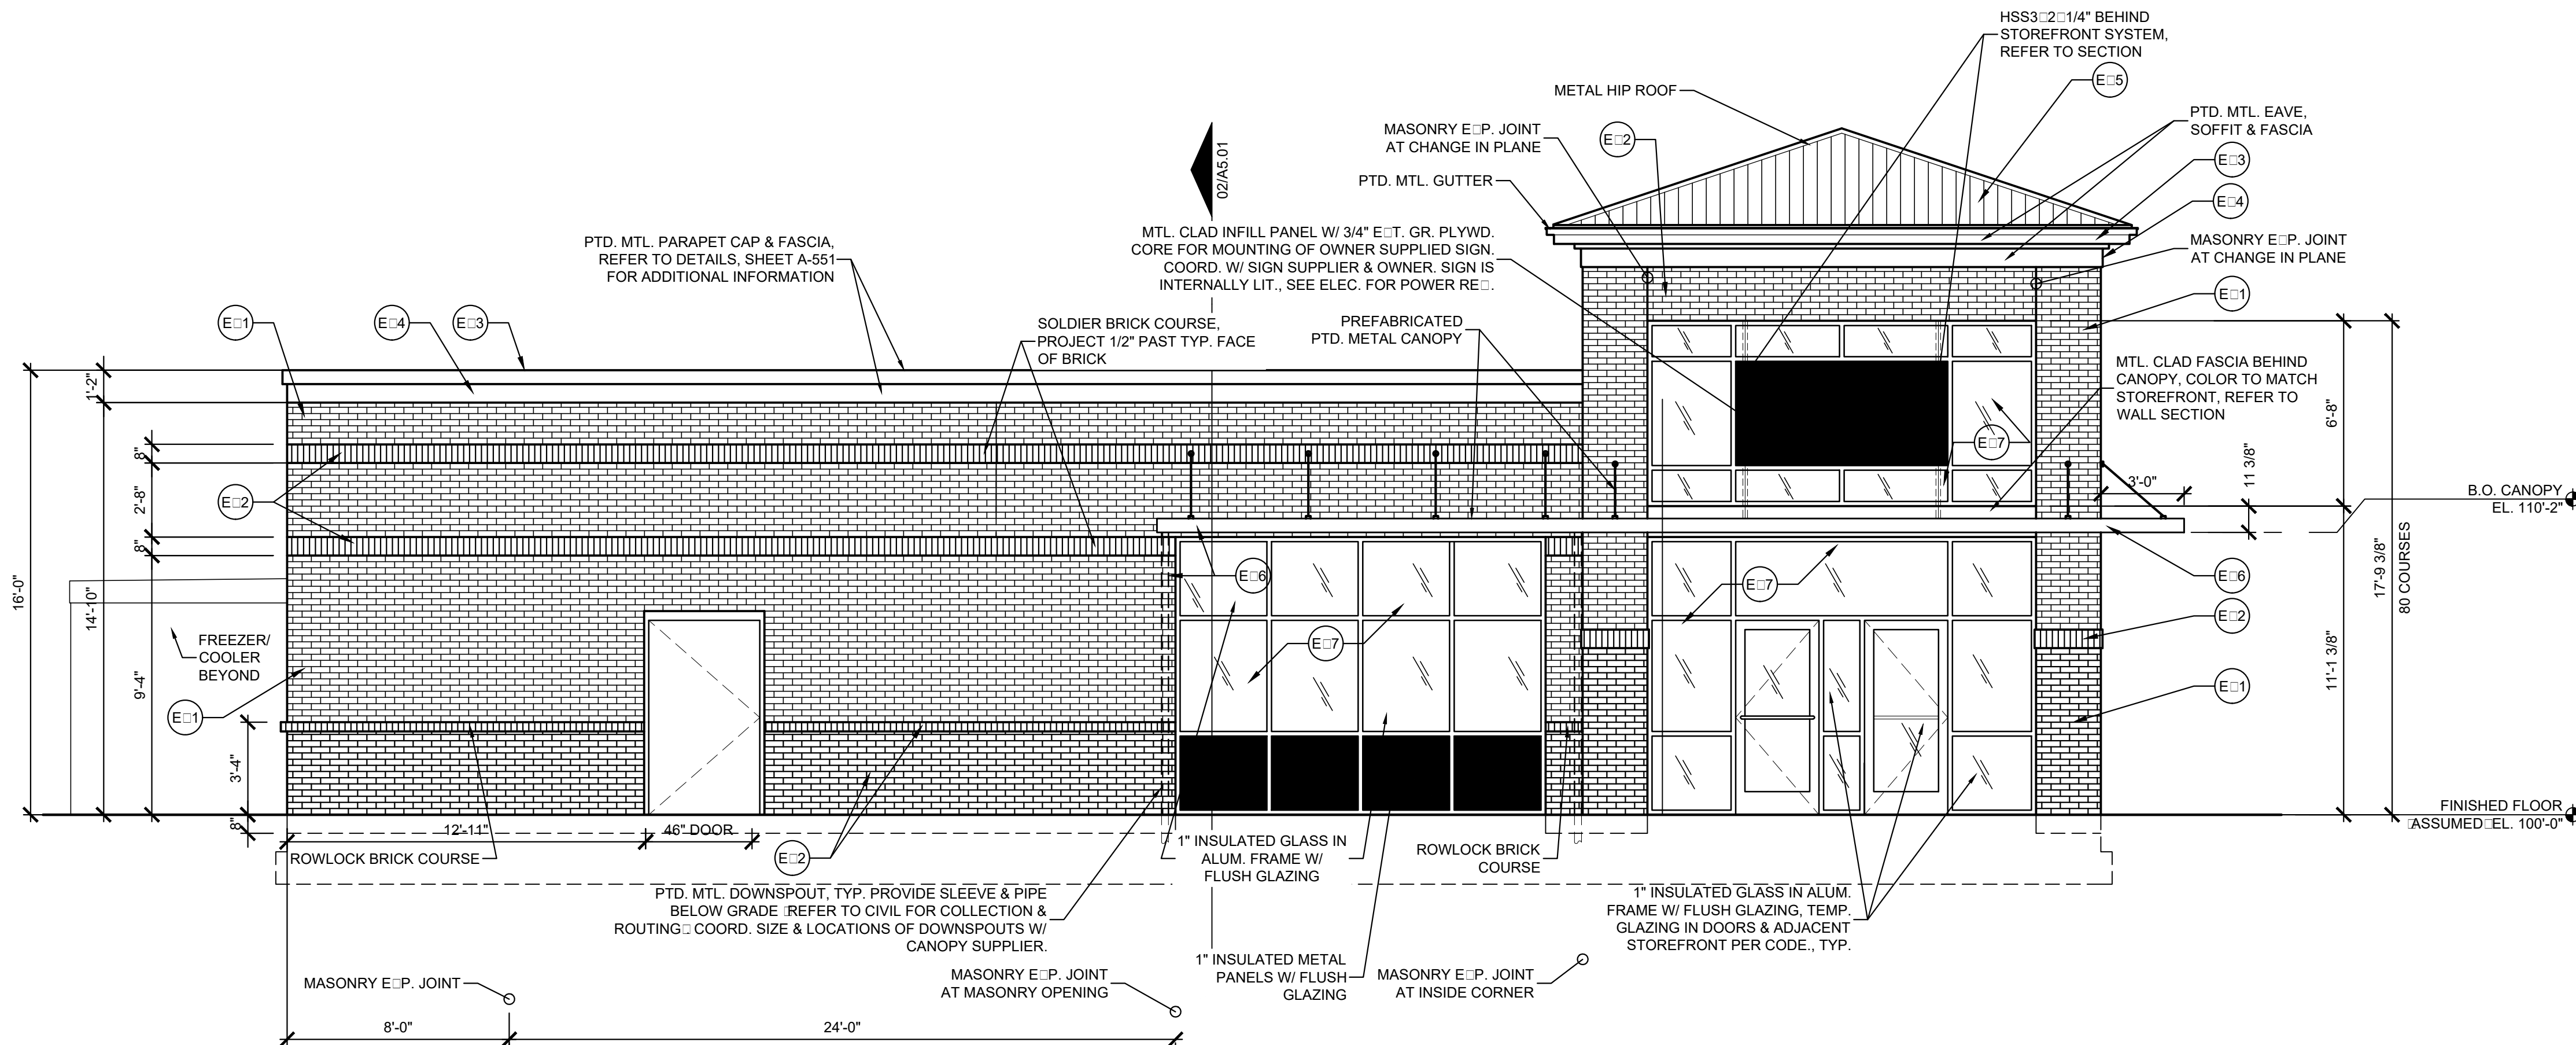 HSS3□2□1/4" BEHIND
STOREFRONT SYSTEM,
REFER TO SECTION
E□5
METAL HIP ROOF
PTD. MTL. EAVE,
SOFFIT & FASCIA
MASONRY E□P. JOINT
AT CHANGE IN PLANE
E□2
E□3
02/A5.01
PTD. MTL. GUTTER
E□4
MTL. CLAD INFILL PANEL W/ 3/4" E□T. GR. PLYWD.
CORE FOR MOUNTING OF OWNER SUPPLIED SIGN.
COORD. W/ SIGN SUPPLIER & OWNER. SIGN IS
INTERNALLY LIT., SEE ELEC. FOR POWER RE□.
MASONRY E□P. JOINT
AT CHANGE IN PLANE
PTD. MTL. PARAPET CAP & FASCIA,
REFER TO DETAILS, SHEET A-551
FOR ADDITIONAL INFORMATION
E□1
E□1
E□4
E□3
SOLDIER BRICK COURSE,
PROJECT 1/2" PAST TYP. FACE
OF BRICK
PREFABRICATED
PTD. METAL CANOPY
MTL. CLAD FASCIA BEHIND
CANOPY, COLOR TO MATCH
STOREFRONT, REFER TO
WALL SECTION
1'-2"
6'-8"
8"
E□7
11 3/8"
3'-0"
E□2
2'-8"
B.O. CANOPY
EL. 110'-2"
8"
16'-0"
14'-10"
17'-9 3/8"
80 COURSES
E□6
E□7
E□6
E□2
FREEZER/
COOLER
BEYOND
E□7
9'-4"
11'-1 3/8"
E□1
E□1
3'-4"
8"
FINISHED FLOOR
□ASSUMED□EL. 100'-0"
12'-11"
46" DOOR
ROWLOCK BRICK COURSE
E□2
1" INSULATED GLASS IN
ALUM. FRAME W/
FLUSH GLAZING
ROWLOCK BRICK
COURSE
PTD. MTL. DOWNSPOUT, TYP. PROVIDE SLEEVE & PIPE
BELOW GRADE □REFER TO CIVIL FOR COLLECTION &
ROUTING□ COORD. SIZE & LOCATIONS OF DOWNSPOUTS W/
CANOPY SUPPLIER.
1" INSULATED GLASS IN ALUM.
FRAME W/ FLUSH GLAZING, TEMP.
GLAZING IN DOORS & ADJACENT
STOREFRONT PER CODE., TYP.
MASONRY E□P. JOINT
MASONRY E□P. JOINT
AT MASONRY OPENING
1" INSULATED METAL
PANELS W/ FLUSH
GLAZING
MASONRY E□P. JOINT
AT INSIDE CORNER
8'-0"
24'-0"